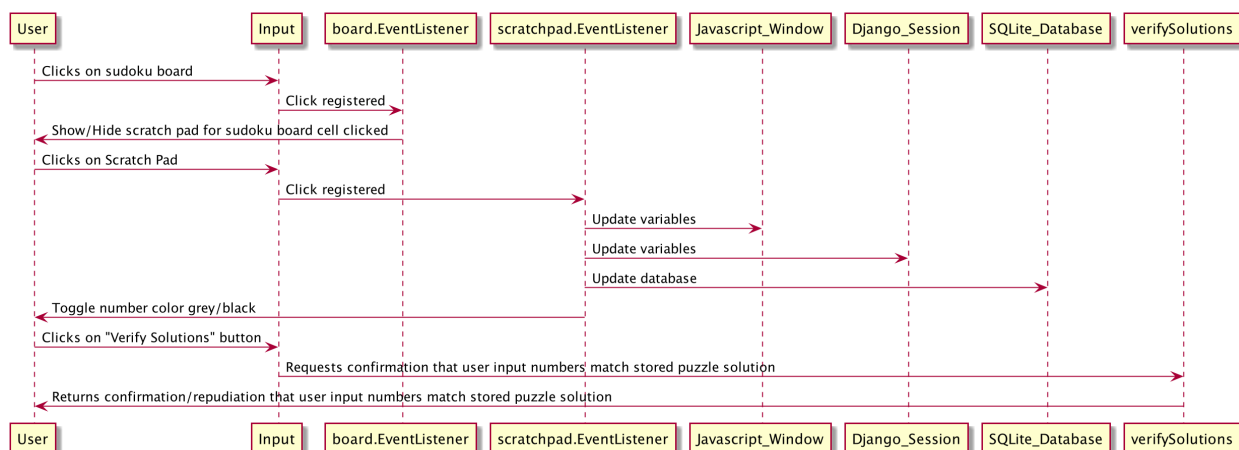 User Input board.EventListener scratchpad.EventListener Javascript_Window Django_Session SQLite_Database verifySolutions
Clicks on sudoku board
Click registered
Show/Hide scratch pad for sudoku board cell clicked
Clicks on Scratch Pad
Click registered
Update variables
Update variables
Update database
Toggle number color grey/black
Clicks on "Verify Solutions" button
Requests confirmation that user input numbers match stored puzzle solution
Returns confirmation/repudiation that user input numbers match stored puzzle solution
User Input board.EventListener scratchpad.EventListener Javascript_Window Django_Session SQLite_Database verifySolutions